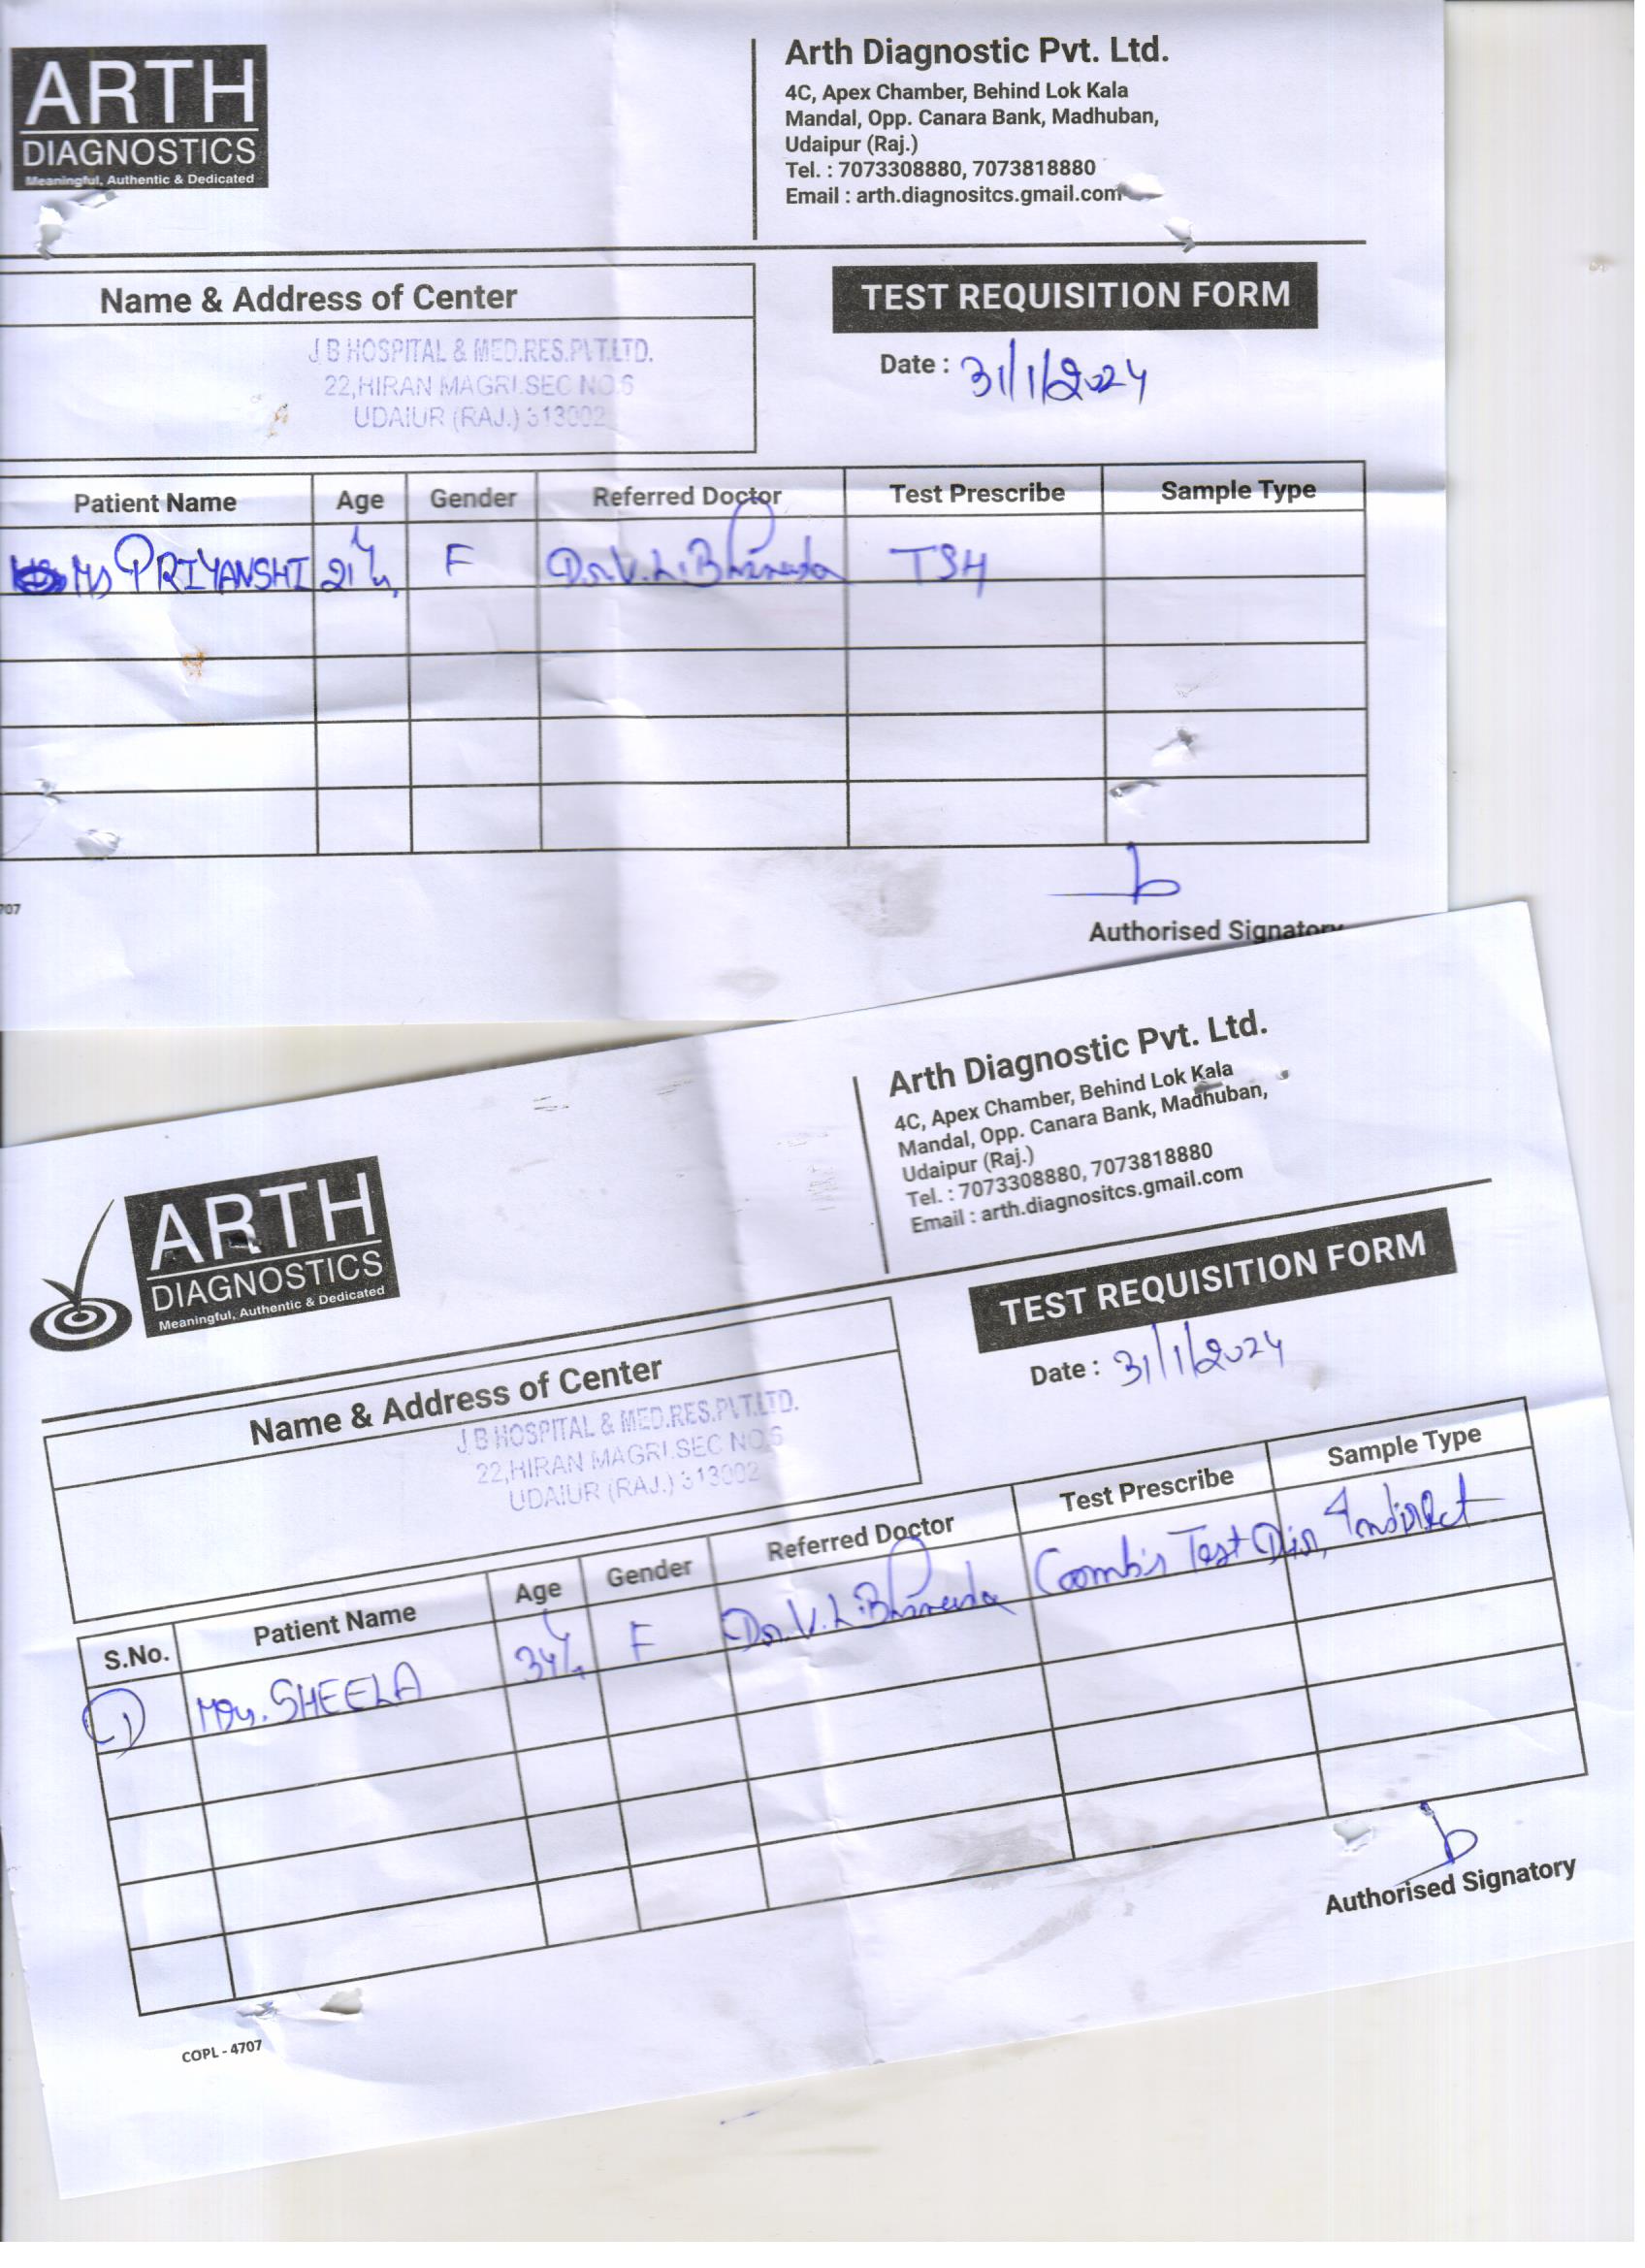 ARTH
DIAGNOSTICS
Meaningful, Authentic & Dedicated
Arth Diagnostic Pvt. Ltd.
4C, Apex Chamber, Behind Lok Kala
Mandal, Opp. Canara Bank, Madhuban,
Udaipur (Raj.)
Tel. : 7073308880, 7073818880
Email : arth.diagnositcs.gmail.com
Name & Address of Center
J B HOSPITAL & MED.RES.PVT.LTD.
22,HIRAN MAGRI.SEC NO.6
UDAIUR (RAJ.) 313002
TEST REQUISITION FORM
Date : 31/1/2024
Patient Name Age Gender Referred Doctor Test Prescribe Sample Type
Ms PRIYANSHI 21 F Dr. V. L. TSH
707
Authorised Signatory
ARTH
DIAGNOSTICS
Meaningful, Authentic & Dedicated
Arth Diagnostic Pvt. Ltd.
4C, Apex Chamber, Behind Lok Kala
Mandal, Opp. Canara Bank, Madhuban,
Udaipur (Raj.)
Tel. : 7073308880, 7073818880
Email : arth.diagnositcs.gmail.com
Name & Address of Center
J B HOSPITAL & MED.RES.PVT.LTD.
22,HIRAN MAGRI.SEC NO.6
UDAIUR (RAJ.) 313002
TEST REQUISITION FORM
Date : 31/1/2024
S.No. Patient Name Age Gender Referred Doctor Test Prescribe Sample Type
1 Mrs. SHEELA 34 F Dr. V. L. Coombs Test Dir, Indirect
Authorised Signatory
COPL - 4707